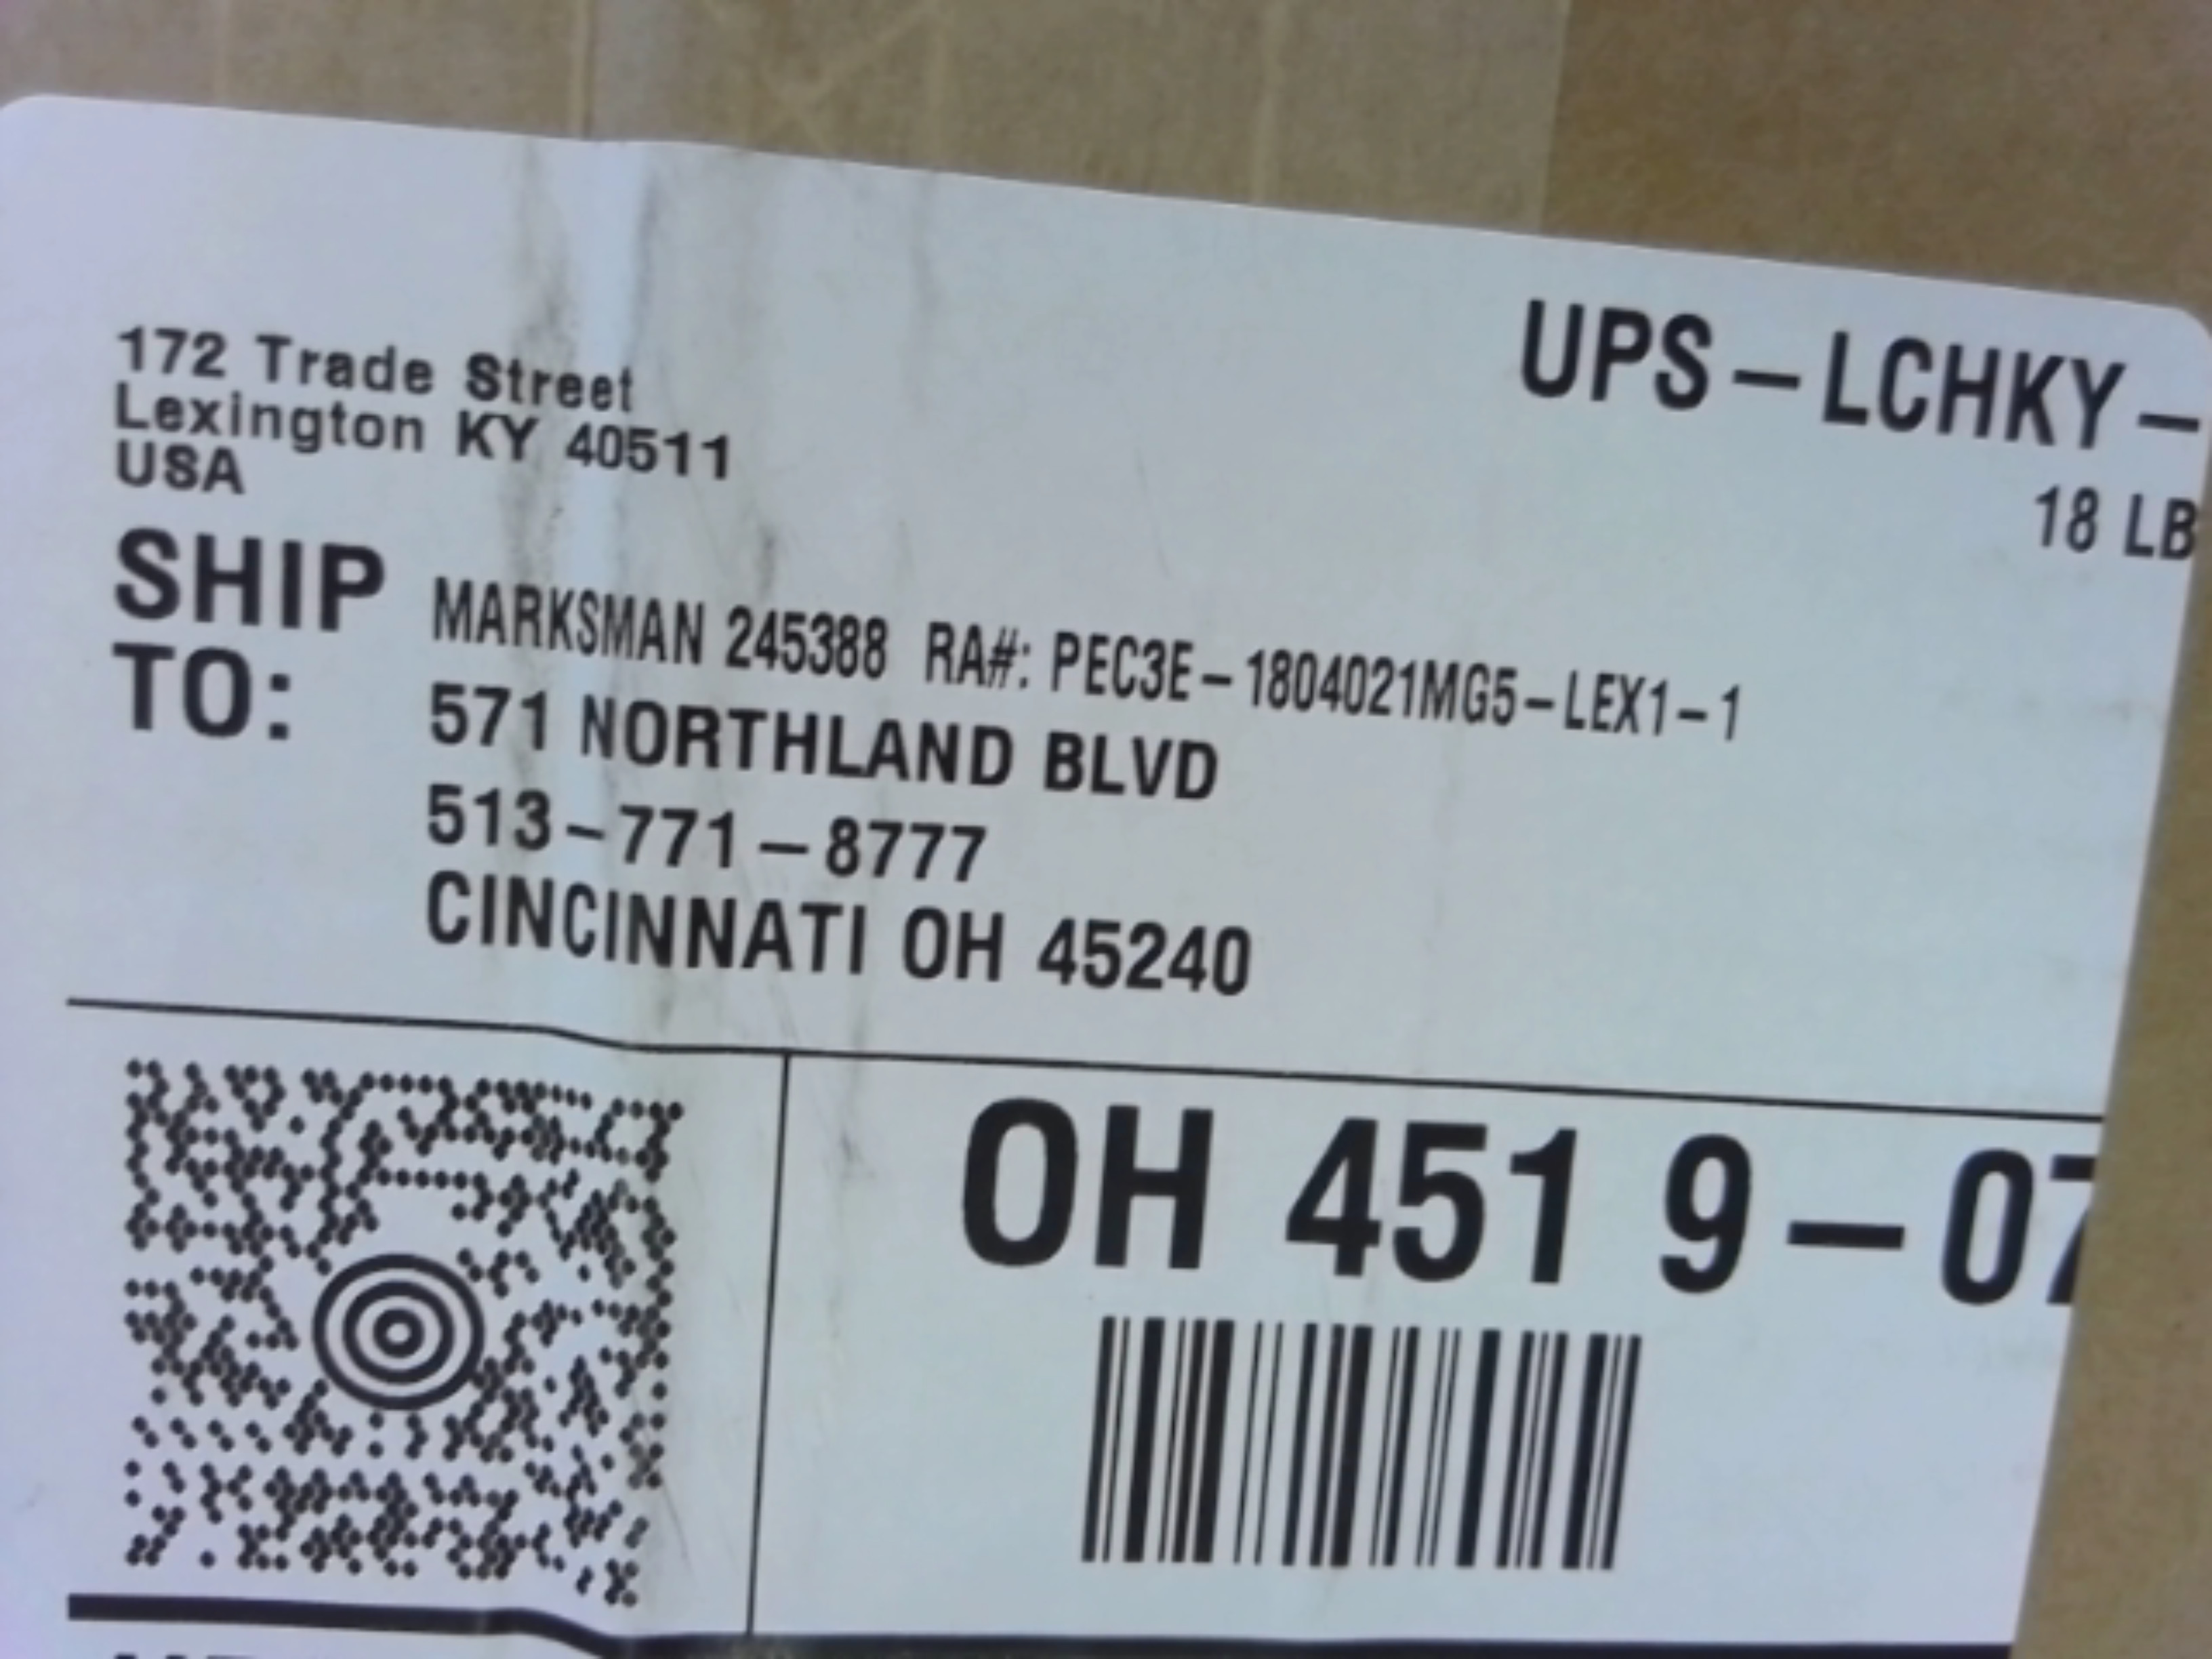 172 Trade Street
Lexington KY 40511
USA
UPS-LCHKY-
18 LB
SHIP TO:
MARKSMAN 245388 RA#: PEC3E-1804021MG5-LEX1-1
571 NORTHLAND BLVD
513-771-8777
CINCINNATI OH 45240
OH 451 9-07